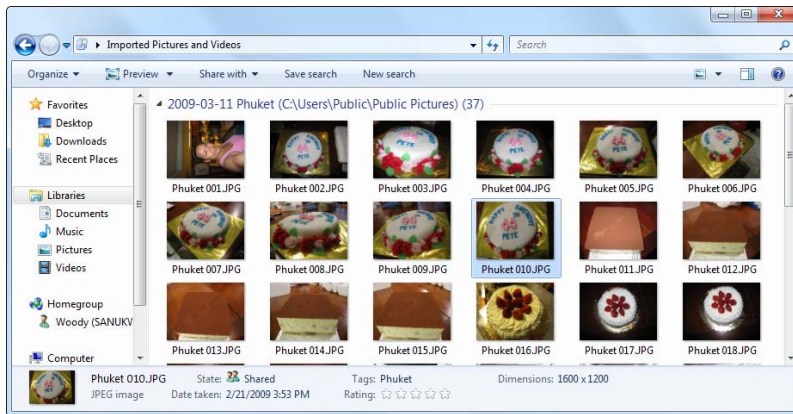 Imported Pictures and Videos
Search
Organize Preview Share with Save search New search
Favorites
Desktop
Downloads
Recent Places
Libraries
Documents
Music
Pictures
Videos
Homegroup
Woody (SANUKV
Computer
2009-03-11 Phuket (C:\Users\Public\Public Pictures) (37)
Phuket 001.JPG Phuket 002.JPG Phuket 003.JPG Phuket 004.JPG Phuket 005.JPG Phuket 006.JPG
Phuket 007.JPG Phuket 008.JPG Phuket 009.JPG Phuket 010.JPG Phuket 011.JPG Phuket 012.JPG
Phuket 013.JPG Phuket 014.JPG Phuket 015.JPG Phuket 016.JPG Phuket 017.JPG Phuket 018.JPG
Phuket 010.JPG State: Shared Tags: Phuket Dimensions: 1600 x 1200
JPEG image Date taken: 2/21/2009 3:53 PM Rating: